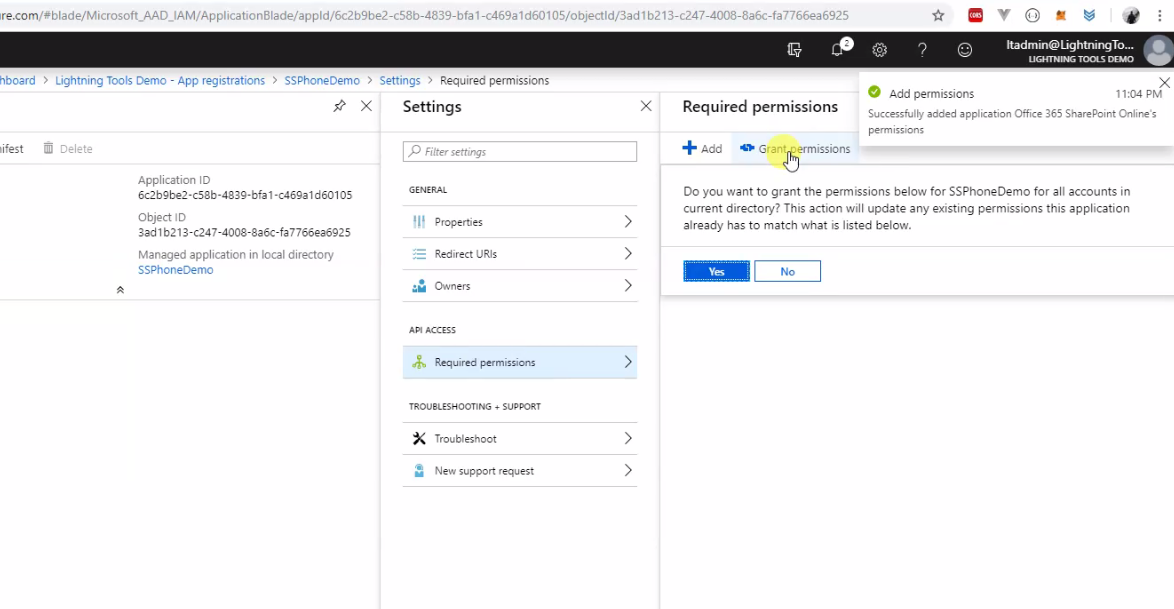 re.com/#blade/Microsoft_AAD_IAM/ApplicationBlade/appId/6c2b9be2-c58b-4839-bfa1-c469a1d60105/objectId/3ad1b213-c247-4008-8a6c-fa7766ea6925
2
ltadmin@LightningTo...
LIGHTNING TOOLS DEMO
hboard > Lightning Tools Demo - App registrations > SSPhoneDemo > Settings > Required permissions
Add permissions 11:04 PM
Successfully added application Office 365 SharePoint Online's
permissions
ifest Delete
Application ID
6c2b9be2-c58b-4839-bfa1-c469a1d60105
Object ID
3ad1b213-c247-4008-8a6c-fa7766ea6925
Managed application in local directory
SSPhoneDemo
Settings
Filter settings
GENERAL
Properties
Redirect URIs
Owners
API ACCESS
Required permissions
TROUBLESHOOTING + SUPPORT
Troubleshoot
New support request
Required permissions
Add Grant permissions
Do you want to grant the permissions below for SSPhoneDemo for all accounts in
current directory? This action will update any existing permissions this application
already has to match what is listed below.
Yes No